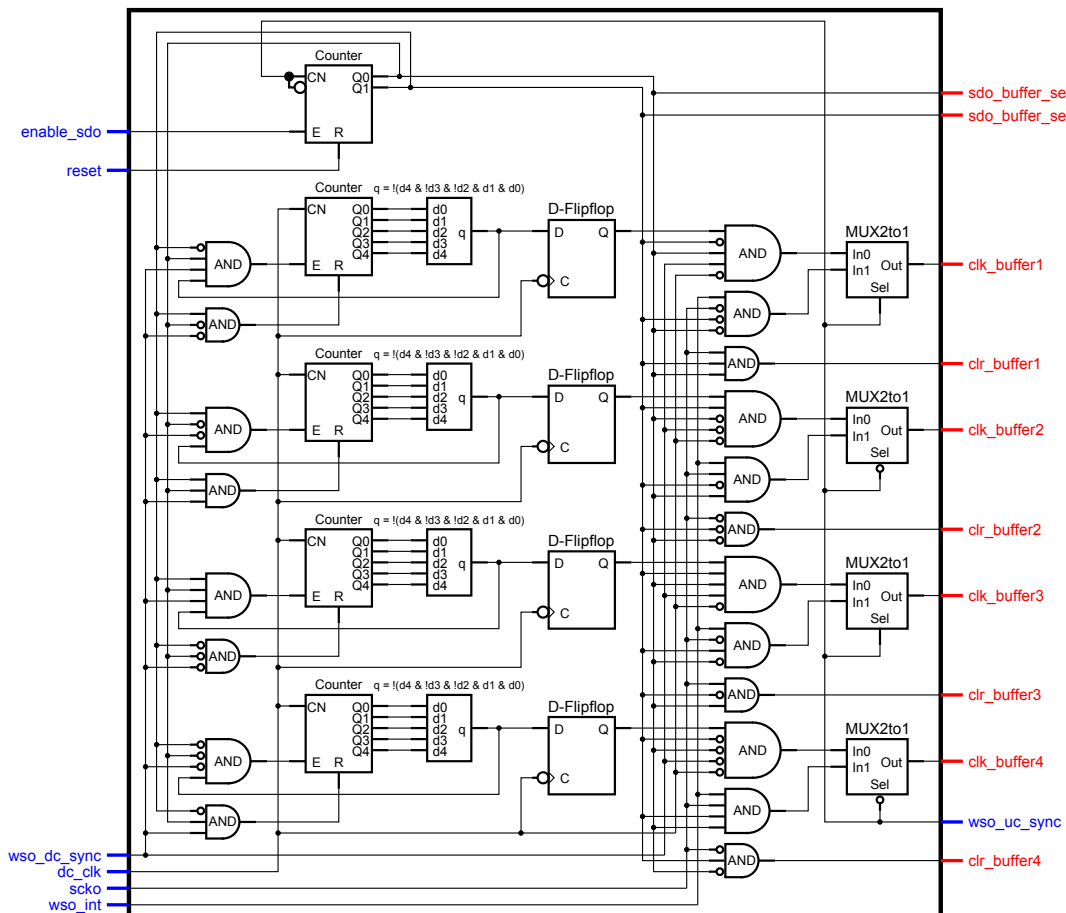 Counter
CN Q0
Q1
sdo_buffer_se
sdo_buffer_se
enable_sdo
E R
reset
Counter q = !(d4 & !d3 & !d2 & d1 & d0)
D-Flipflop
CN Q0 d0
Q1 d1
Q2 d2 q
Q3 d3
Q4 d4
D Q
MUX2to1
AND
E R
AND
In0
In1 Out
Sel
clk_buffer1
C
AND
AND
Counter q = !(d4 & !d3 & !d2 & d1 & d0)
AND
clr_buffer1
D-Flipflop
CN Q0 d0
Q1 d1
Q2 d2 q
Q3 d3
Q4 d4
D Q
MUX2to1
AND
E R
AND
In0
In1 Out
Sel
clk_buffer2
C
AND
AND
Counter q = !(d4 & !d3 & !d2 & d1 & d0)
AND
clr_buffer2
D-Flipflop
CN Q0 d0
Q1 d1
Q2 d2 q
Q3 d3
Q4 d4
D Q
MUX2to1
AND
E R
AND
In0
In1 Out
Sel
clk_buffer3
C
AND
AND
Counter q = !(d4 & !d3 & !d2 & d1 & d0)
AND
clr_buffer3
D-Flipflop
CN Q0 d0
Q1 d1
Q2 d2 q
Q3 d3
Q4 d4
D Q
MUX2to1
AND
E R
AND
In0
In1 Out
Sel
clk_buffer4
C
AND
AND
wso_uc_sync
wso_dc_sync
AND
clr_buffer4
dc_clk
scko
wso_int